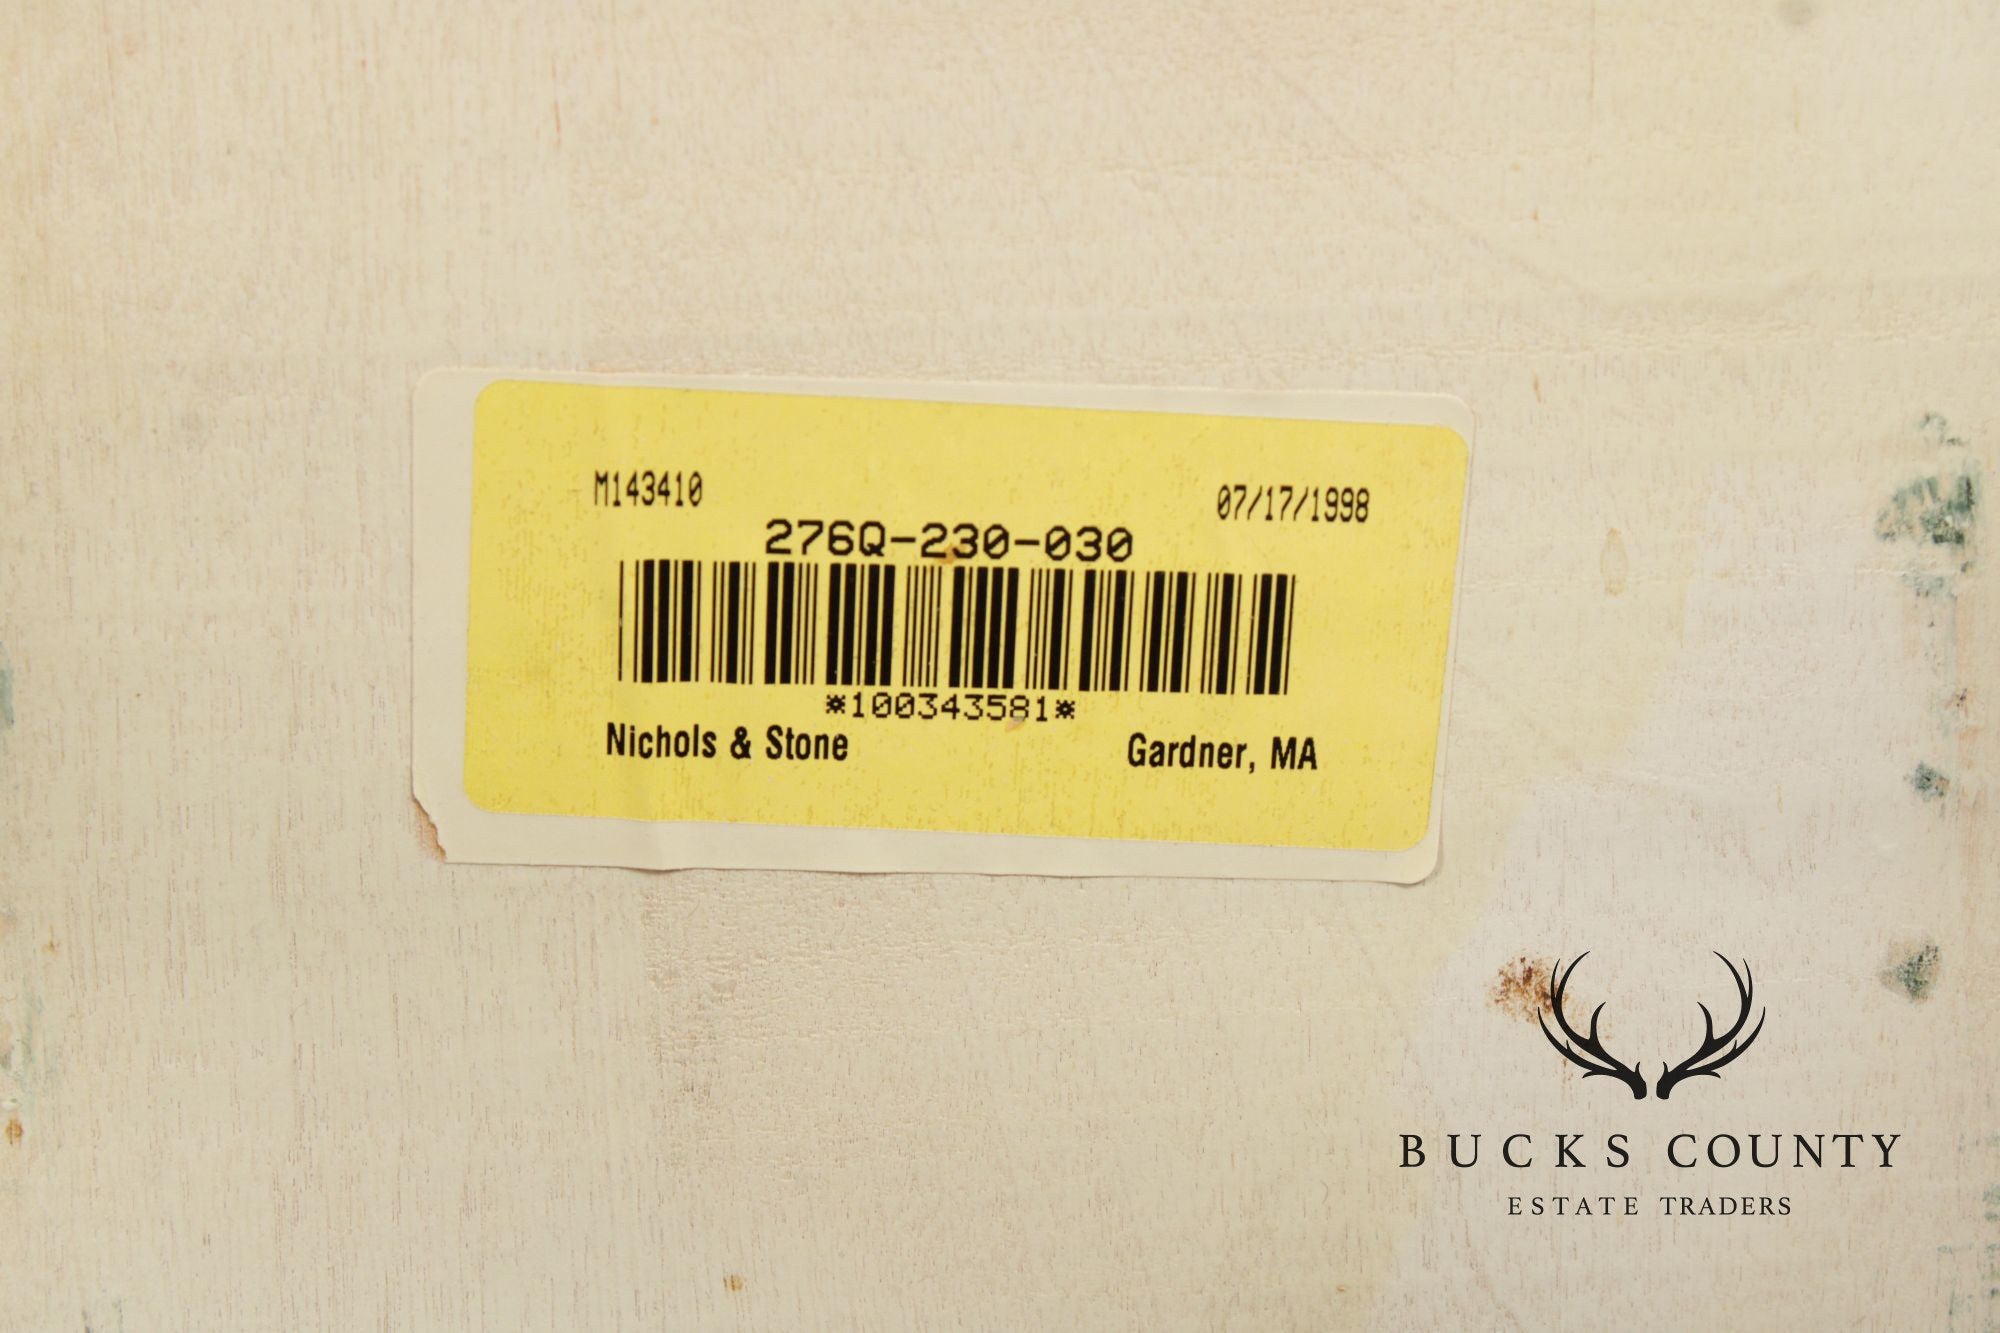 M143410 07/17/1998
276Q-230-030
*100343581*
Nichols & Stone Gardner, MA
BUCKS COUNTY
ESTATE TRADERS